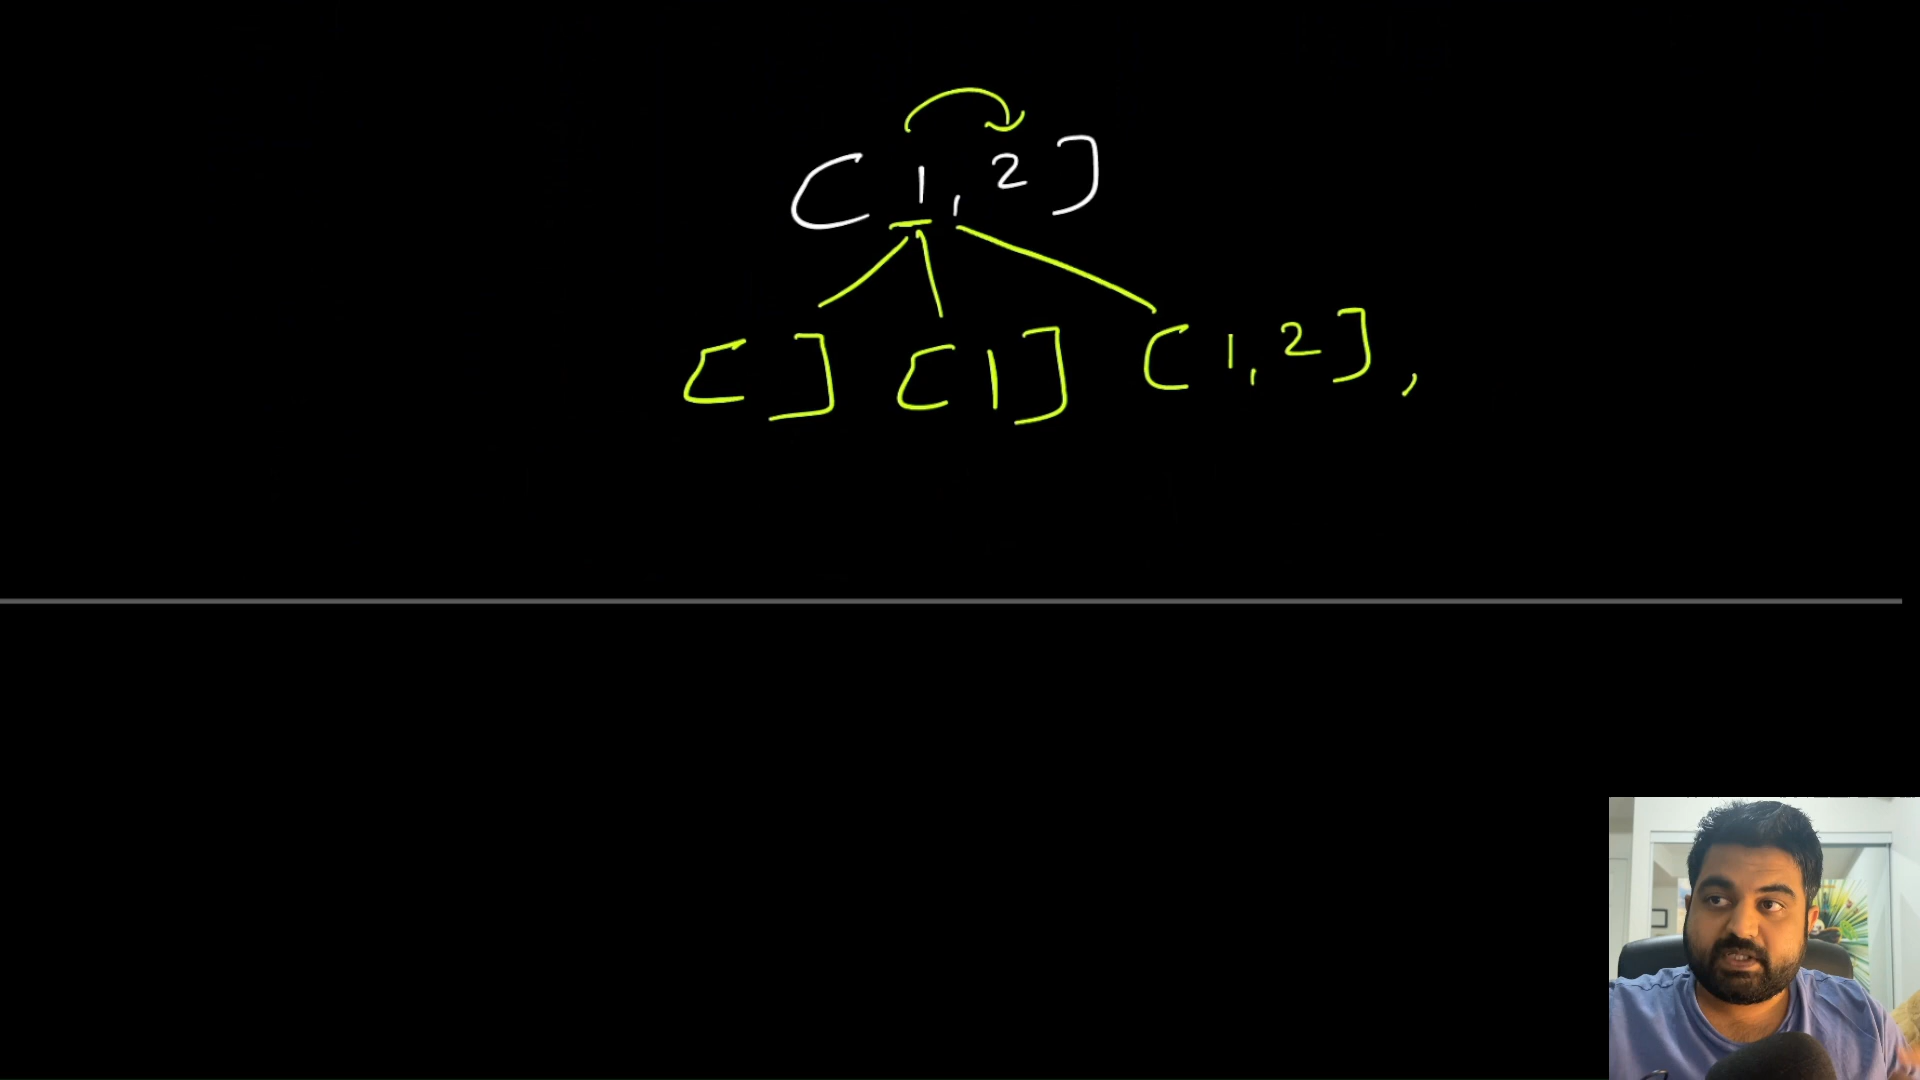 [ 1, 2 ]
[ ] [ 1 ] [ 1, 2 ] ,